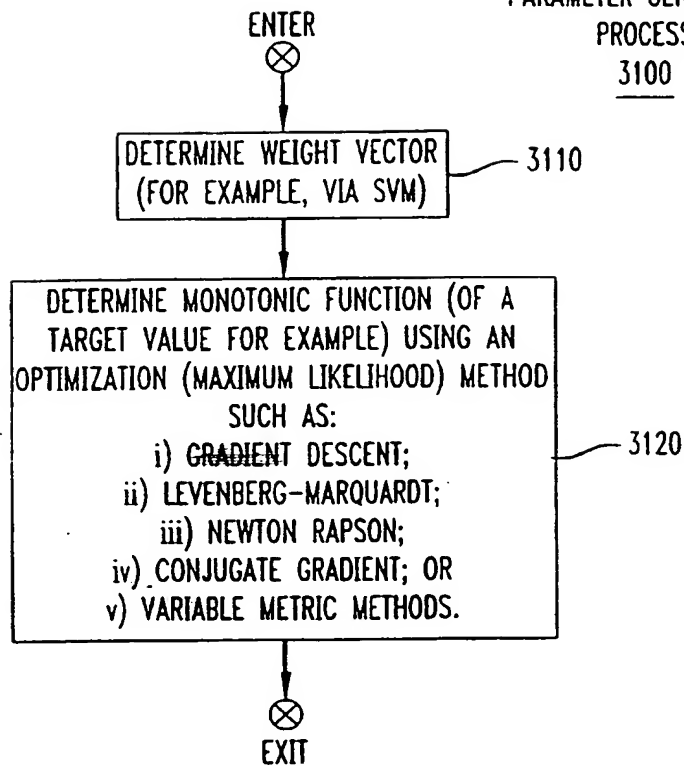 ENTER
PARAMETER
PROCESS
3100
DETERMINE WEIGHT VECTOR
(FOR EXAMPLE, VIA SVM)
3110
DETERMINE MONOTONIC FUNCTION (OF A
TARGET VALUE FOR EXAMPLE) USING AN
OPTIMIZATION (MAXIMUM LIKELIHOOD) METHOD
SUCH AS:
i) GRADIENT DESCENT;
ii) LEVENBERG-MARQUARDT;
iii) NEWTON RAPSON;
iv) CONJUGATE GRADIENT; OR
v) VARIABLE METRIC METHODS.
3120
EXIT